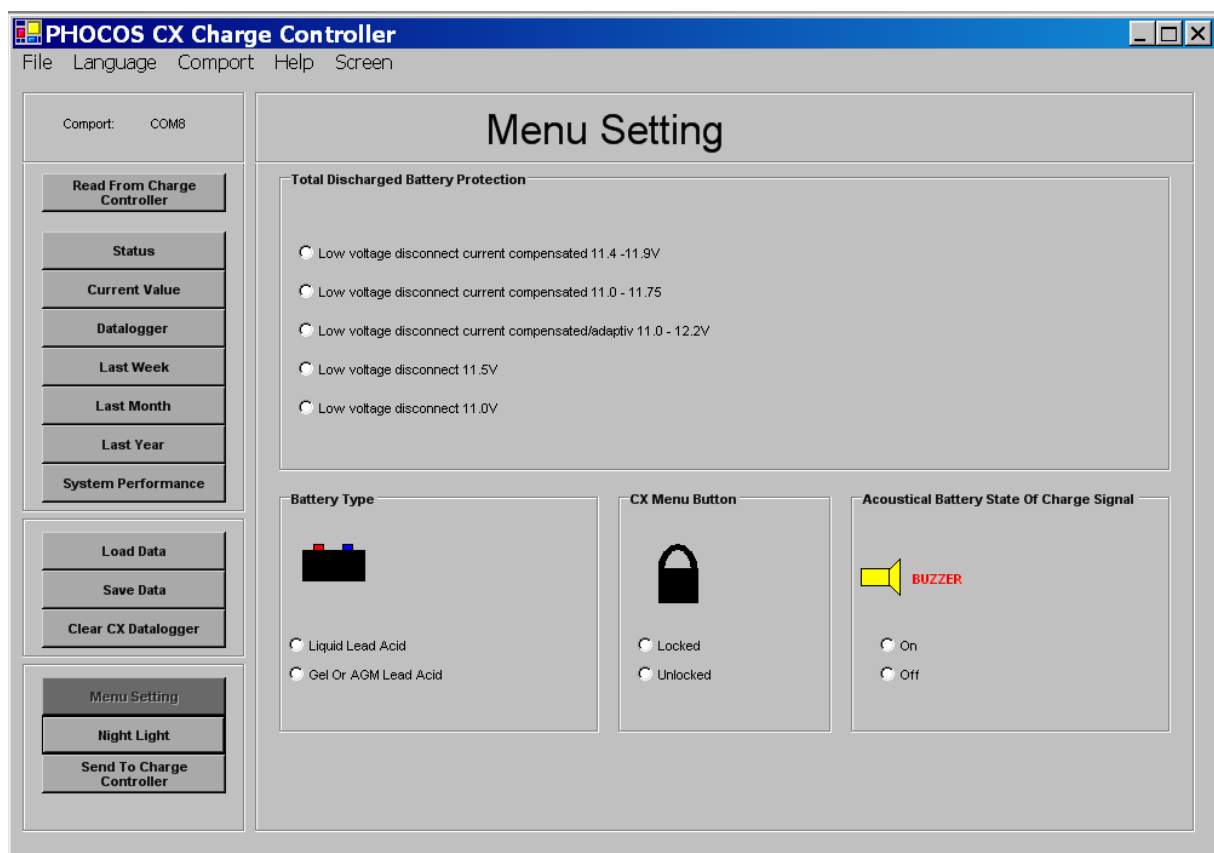 PHOCOS CX Charge Controller
File Language Comport Help Screen
Comport: COM8
Menu Setting
Read From Charge
Controller
Status
Current Value
Datalogger
Last Week
Last Month
Last Year
System Performance
Load Data
Save Data
Clear CX Datalogger
Menu Setting
Night Light
Send To Charge
Controller
Total Discharged Battery Protection
Low voltage disconnect current compensated 11.4 -11.9V
Low voltage disconnect current compensated 11.0 - 11.75
Low voltage disconnect current compensated/adaptiv 11.0 - 12.2V
Low voltage disconnect 11.5V
Low voltage disconnect 11.0V
Battery Type
Liquid Lead Acid
Gel Or AGM Lead Acid
CX Menu Button
Locked
Unlocked
Acoustical Battery State Of Charge Signal
BUZZER
On
Off